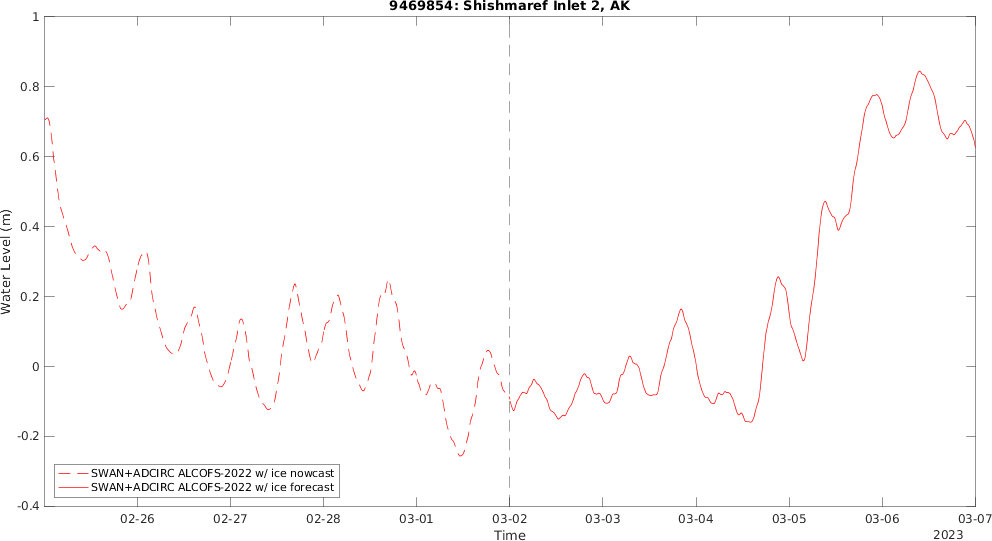 9469854: Shishmaref Inlet 2, AK
Water Level (m)
1
0.8
0.6
0.4
0.2
0
-0.2
-0.4
SWAN+ADCIRC ALCOFS-2022 w/ ice nowcast
SWAN+ADCIRC ALCOFS-2022 w/ ice forecast
02-26 02-27 02-28 03-01 03-02 03-03 03-04 03-05 03-06 03-07
Time
2023